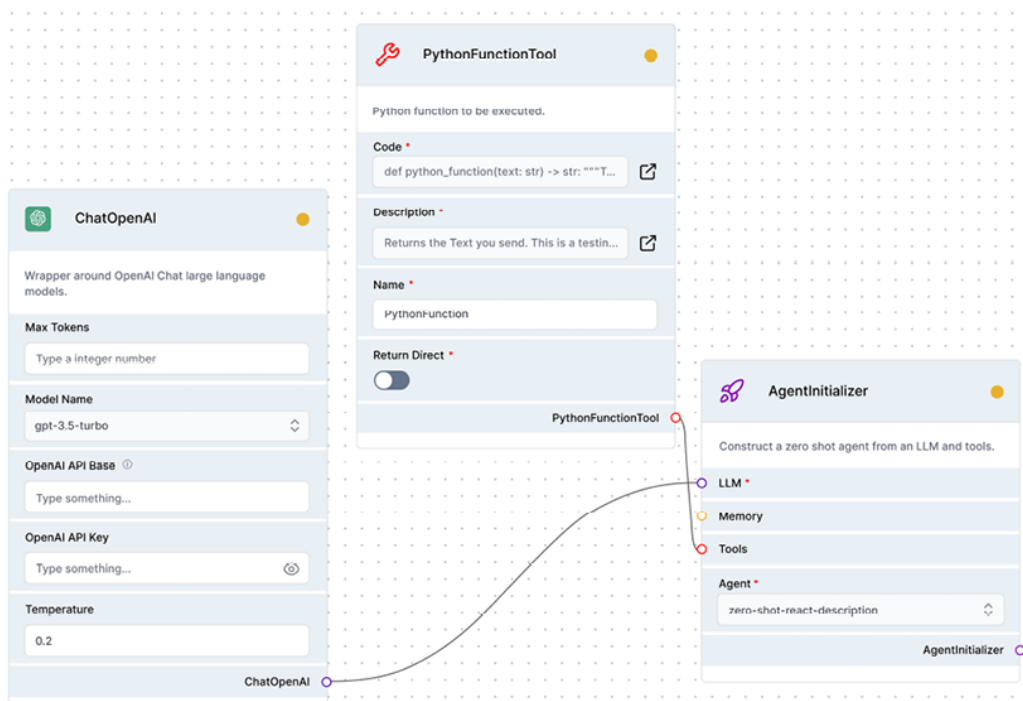 PythonFunctionTool
Python function to be executed.
Code *
def python_function(text: str) -> str: """T...
Description *
Returns the Text you send. This is a testin...
Name *
PythonFunction
Return Direct *
PythonFunctionTool
ChatOpenAI
Wrapper around OpenAI Chat large language
models.
Max Tokens
Type a integer number
Model Name
gpt-3.5-turbo
OpenAI API Base
Type something...
OpenAI API Key
Type something...
Temperature
0.2
ChatOpenAI
AgentInitializer
Construct a zero shot agent from an LLM and tools.
LLM *
Memory
Tools
Agent *
zero-shot-react-description
AgentInitializer